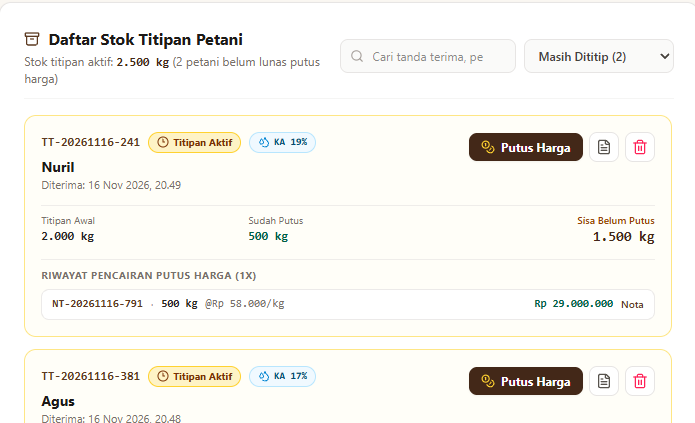 Daftar Stok Titipan Petani
Stok titipan aktif: 2.500 kg (2 petani belum lunas putus
harga)
Cari tanda terima, pe
Masih Dititip (2)
TT-20261116-241 Titipan Aktif KA 19%
Putus Harga
Nuril
Diterima: 16 Nov 2026, 20.49
Titipan Awal Sudah Putus Sisa Belum Putus
2.000 kg 500 kg 1.500 kg
RIWAYAT PENCAIRAN PUTUS HARGA (1X)
NT-20261116-791 · 500 kg @Rp 58.000/kg Rp 29.000.000 Nota
TT-20261116-381 Titipan Aktif KA 17%
Putus Harga
Agus
Diterima: 16 Nov 2026, 20.48